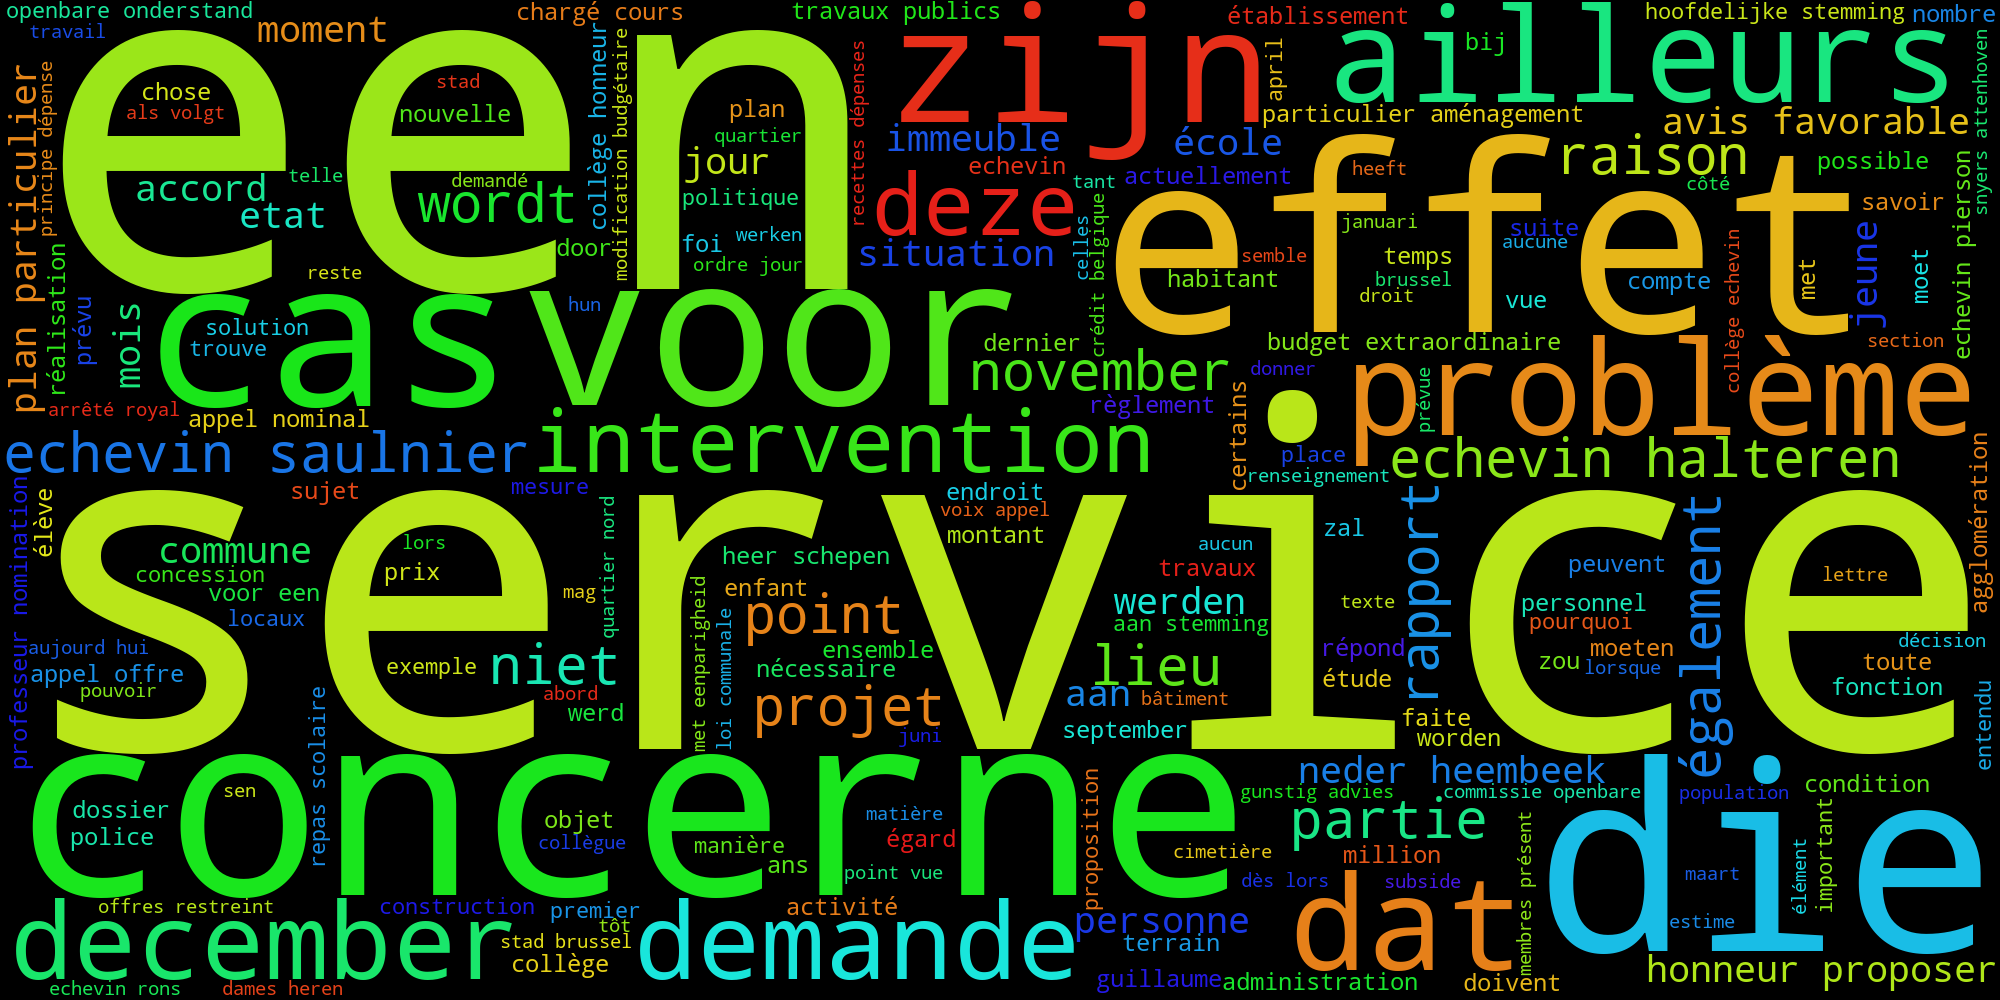 openbare onderstand
travail
moment
chargé cours
travaux publics
zijn
établissement
ailleurs
bij
hoofdelijke stemming
nombre
een
chose
als volgt
stad
nouvelle
plan
quartier
jour
politique
accord
etat
telle
demandé
wordt
door
foi
werken
ordre jour
reste
plan particulier
principe dépense
collège honneur
modification budgétaire
recettes dépenses
immeuble
echevin
deze
situation
école
actuellement
tant
april
particulier aménagement
avis favorable
raison
possible
côté
savoir
snyers attenhoven
echevin pierson
effet
heeft
januari
semble
habitant
temps
brussel
droit
suite
aucune
vue
compte
met
jeune
moet
celles
crédit belgique
réalisation
prévu
mois
solution
trouve
cas
hun
voor
dernier
november
règlement
donner
budget extraordinaire
problème
prévue
collège echevin
section
arrêté royal
appel nominal
echevin saulnier
intervention
certains
place
renseignement
echevin halteren
agglomération
sujet
mesure
professeur nomination
élève
service
commune
concession
voor een
locaux
lors
prix
mag
quartier nord
exemple
niet
abord
werd
aujourd hui
appel offre
pouvoir
endroit
voix appel
montant
heer schepen
enfant
point
ensemble
nécessaire
projet
met eenparigheid
loi communale
juni
aucun
travaux
werden
aan stemming
lieu
aan
bâtiment
september
zal
texte
répond
étude
rapport
faite
worden
également
peuvent
personnel
pourquoi
moeten
zou
lorsque
lettre
décision
toute
fonction
entendu
repas scolaire
concerne
dossier
police
sen
objet
collègue
matière
manière
égard
ans
point vue
proposition
cimetière
neder heembeek
gunstig advies
commissie openbare
partie
million
dès lors
subside
membres présent
population
condition
die
maart
estime
élément
important
offres restreint
december
construction
premier
tôt
stad brussel
collège
activité
demande
personne
terrain
guillaume
administration
dat
doivent
honneur proposer
echevin rons
dames heren